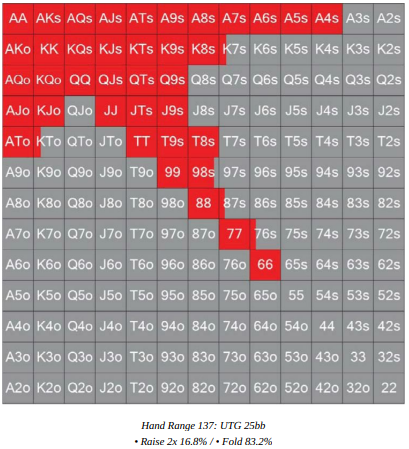 AA AKs AQs AJs ATs A9s A8s A7s A6s A5s A4s A3s A2s
AKo KK KQs KJs KTs K9s K8s K7s K6s K5s K4s K3s K2s
AQo KQo QQ QJs QTs Q9s Q8s Q7s Q6s Q5s Q4s Q3s Q2s
AJo KJo QJo JJ JTs J9s J8s J7s J6s J5s J4s J3s J2s
ATo KTo QTo JTo TT T9s T8s T7s T6s T5s T4s T3s T2s
A9o K9o Q9o J9o T9o 99 98s 97s 96s 95s 94s 93s 92s
A8o K8o Q8o J8o T8o 98o 88 87s 86s 85s 84s 83s 82s
A7o K7o Q7o J7o T7o 97o 87o 77 76s 75s 74s 73s 72s
A6o K6o Q6o J6o T6o 96o 86o 76o 66 65s 64s 63s 62s
A5o K5o Q5o J5o T5o 95o 85o 75o 65o 55 54s 53s 52s
A4o K4o Q4o J4o T4o 94o 84o 74o 64o 54o 44 43s 42s
A3o K3o Q3o J3o T3o 93o 83o 73o 63o 53o 43o 33 32s
A2o K2o Q2o J2o T2o 92o 82o 72o 62o 52o 42o 32o 22
Hand Range 137: UTG 25bb
• Raise 2x 16.8% / • Fold 83.2%